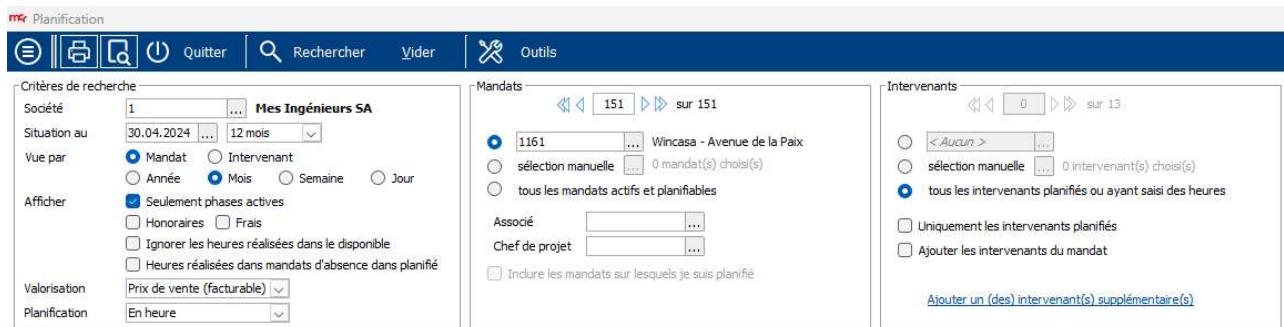 mcr Planification
Quitter Rechercher Vider Outils
Critères de recherche
Société 1 ... Mes Ingénieurs SA
Situation au 30.04.2024 ... 12 mois
Vue par Mandat Intervenant
Année Mois Semaine Jour
Afficher Seulement phases actives
Honoraires Frais
Ignorer les heures réalisées dans le disponible
Heures réalisées dans mandats d'absence dans planifié
Valorisation Prix de vente (facturable)
Planification En heure
Mandats
151 sur 151
1161 ... Wincasa - Avenue de la Paix
sélection manuelle ... 0 mandat(s) choisi(s)
tous les mandats actifs et planifiables
Associé ...
Chef de projet ...
Inclure les mandats sur lesquels je suis planifié
Intervenants
0 sur 13
< Aucun > ...
sélection manuelle ... 0 intervenant(s) choisi(s)
tous les intervenants planifiés ou ayant saisi des heures
Uniquement les intervenants planifiés
Ajouter les intervenants du mandat
Ajouter un (des) intervenant(s) supplémentaire(s)